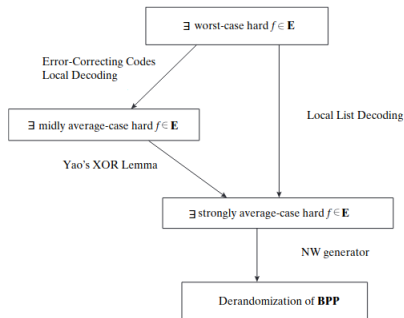 ∃ worst-case hard f ∈ E
Error-Correcting Codes
Local Decoding
Local List Decoding
∃ midly average-case hard f ∈ E
Yao's XOR Lemma
∃ strongly average-case hard f ∈ E
NW generator
Derandomization of BPP